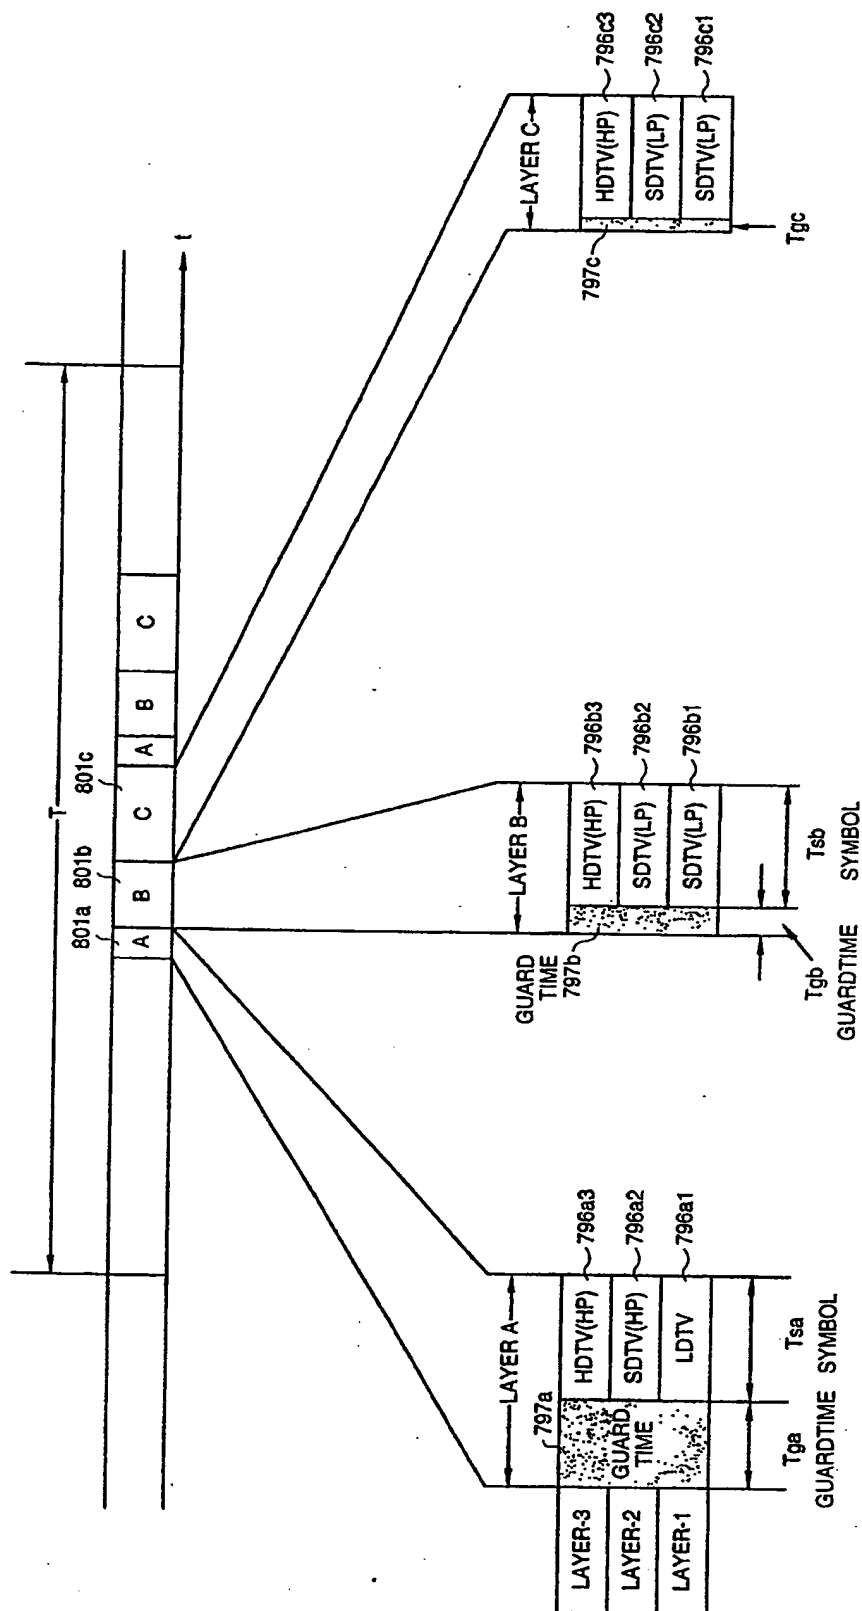 T
801a
801b
801c
A
B
C
A
B
C
t
LAYER A
797a
LAYER-3
LAYER-2
LAYER-1
GUARD
TIME
HDTV(HP)
796a3
SDTV(HP)
796a2
LDTV
796a1
Tga
GUARDTIME
Tsa
SYMBOL
LAYER B
GUARD
TIME
797b
HDTV(HP)
796b3
SDTV(LP)
796b2
SDTV(LP)
796b1
Tgb
GUARDTIME
Tsb
SYMBOL
LAYER C
797c
HDTV(HP)
796c3
SDTV(LP)
796c2
SDTV(LP)
796c1
Tgc